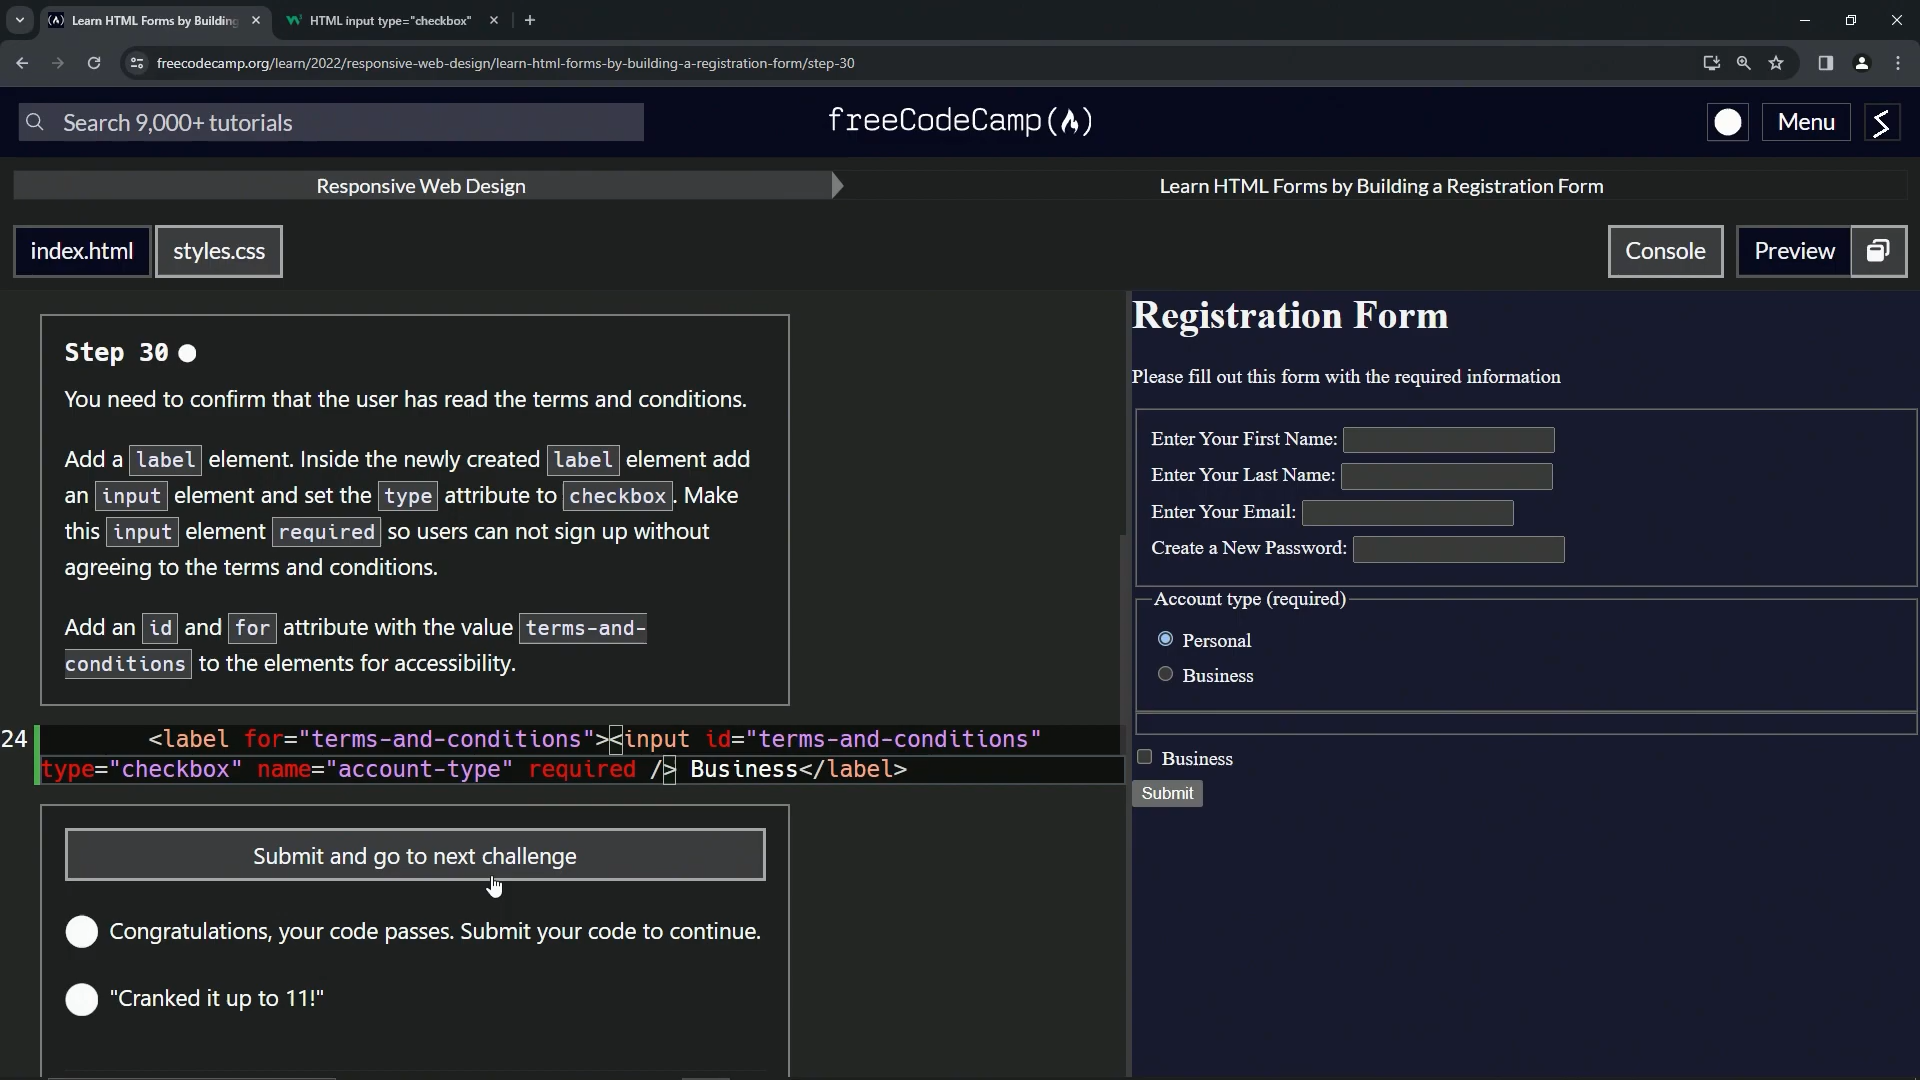 Learn HTML Forms by Building
HTML input type="checkbox"
freecodecamp.org/learn/2022/responsive-web-design/learn-html-forms-by-building-a-registration-form/step-30
Search 9,000+ tutorials
freeCodeCamp
Menu
Responsive Web Design
Learn HTML Forms by Building a Registration Form
index.html
styles.css
Console
Preview
Step 30
You need to confirm that the user has read the terms and conditions.
Add a label element. Inside the newly created label element add
an input element and set the type attribute to checkbox. Make
this input element required so users can not sign up without
agreeing to the terms and conditions.
Add an id and for attribute with the value terms-and-
conditions to the elements for accessibility.
24 <label for="terms-and-conditions"><input id="terms-and-conditions"
type="checkbox" name="account-type" required /> Business</label>
Submit and go to next challenge
Congratulations, your code passes. Submit your code to continue.
"Cranked it up to 11!"
Registration Form
Please fill out this form with the required information
Enter Your First Name:
Enter Your Last Name:
Enter Your Email:
Create a New Password:
Account type (required)
Personal
Business
Business
Submit